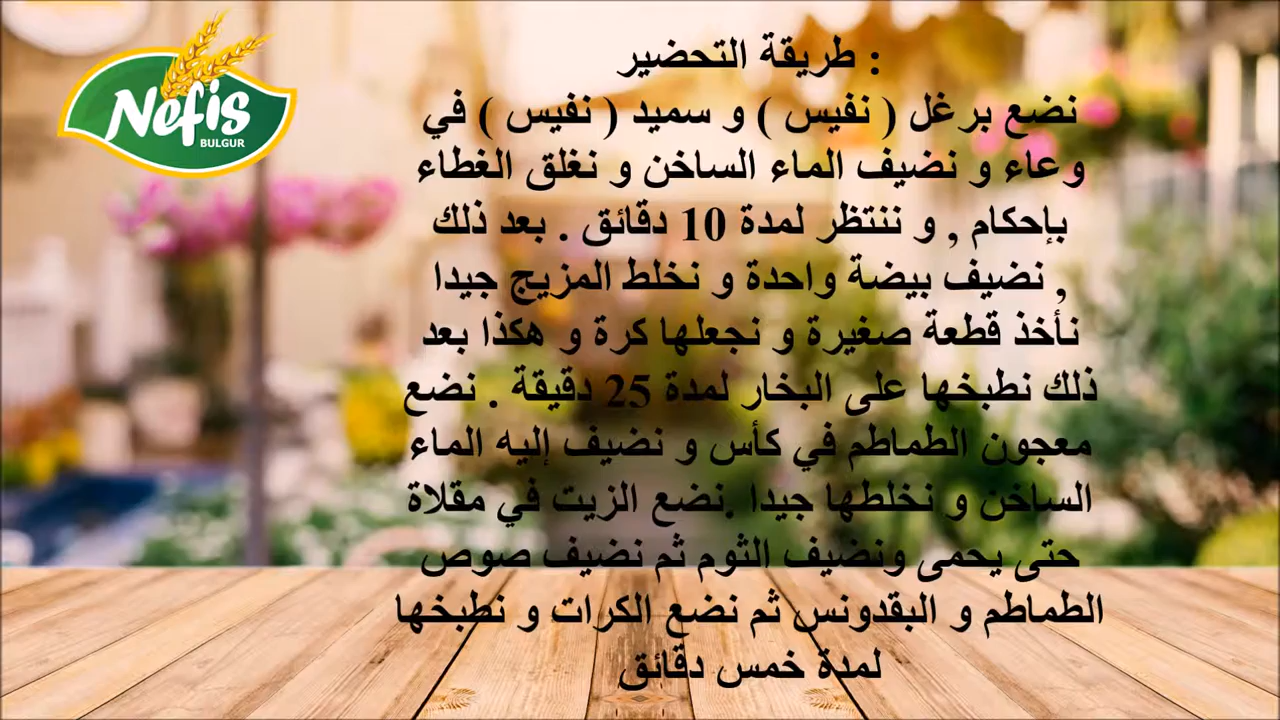 Nefis
BULGUR
طريقة التحضير :
نضع برغل ( نفيس ) و سميد ( نفيس ) في
وعاء و نضيف الماء الساخن و نغلق الغطاء
بإحكام , و ننتظر لمدة 10 دقائق . بعد ذلك
, نضيف بيضة واحدة و نخلط المزيج جيدا
نأخذ قطعة صغيرة و نجعلها كرة و هكذا بعد
ذلك نطبخها على البخار لمدة 25 دقيقة . نضع
معجون الطماطم في كأس و نضيف إليه الماء
الساخن و نخلطها جيدا .نضع الزيت في مقلاة
حتى يحمى ونضيف الثوم ثم نضيف صوص
الطماطم و البقدونس ثم نضع الكرات و نطبخها
لمدة خمس دقائق